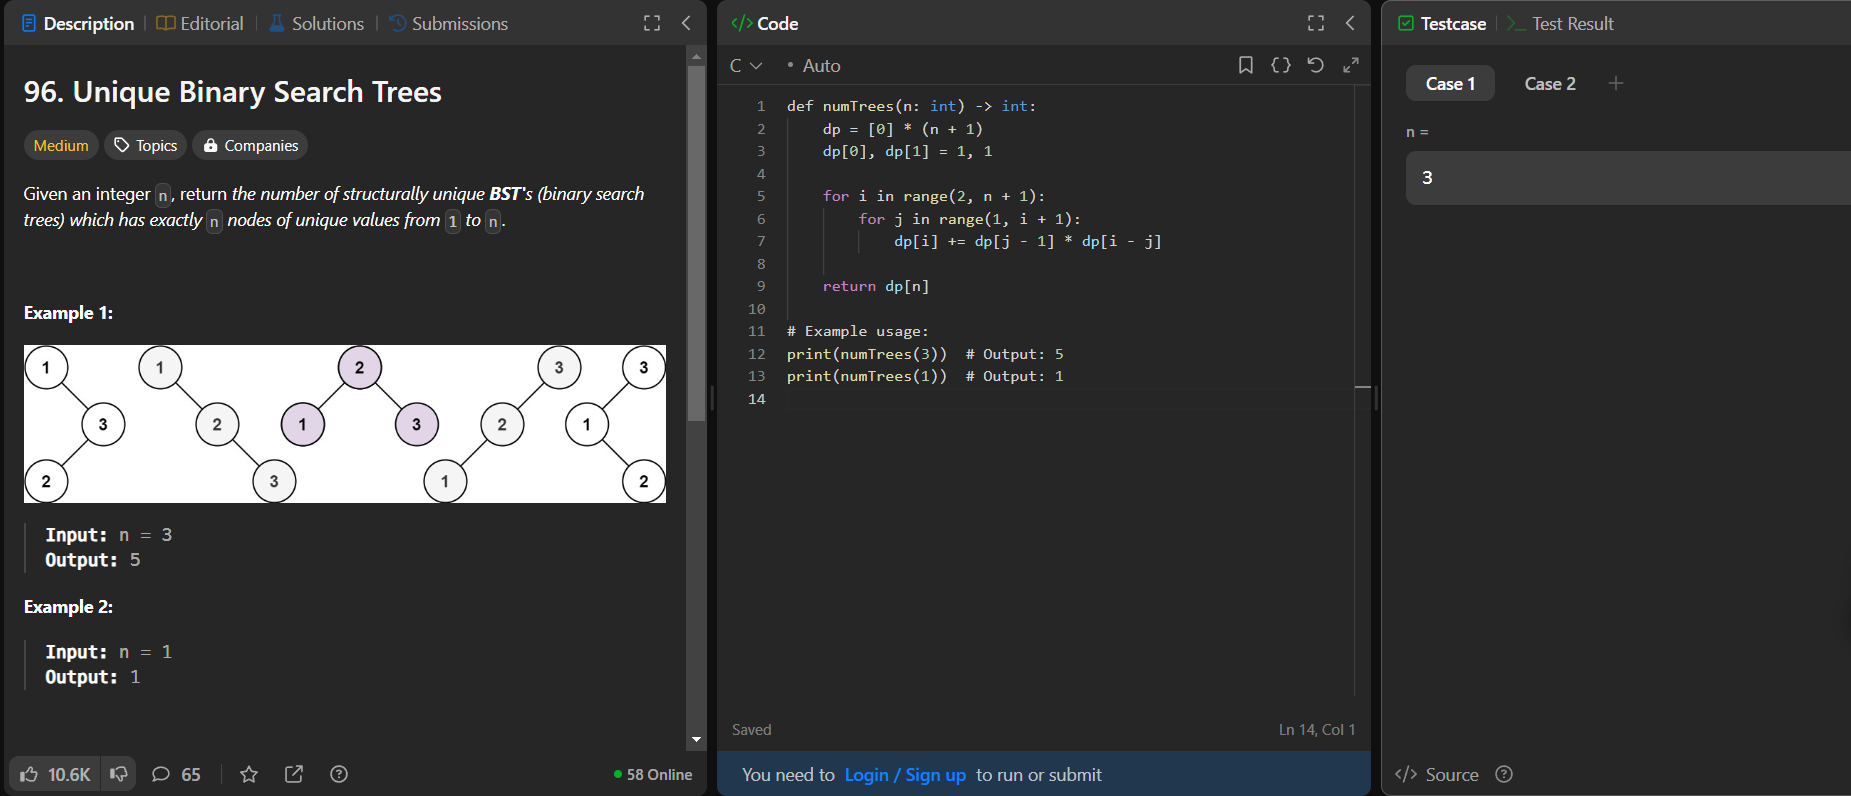 Description Editorial Solutions Submissions
96. Unique Binary Search Trees
Medium Topics Companies
Given an integer n, return the number of structurally unique BST's (binary search
trees) which has exactly n nodes of unique values from 1 to n.
Example 1:
1 1 2 3 3
3 2 1 3 2 1
2 3 1 2
Input: n = 3
Output: 5
Example 2:
Input: n = 1
Output: 1
10.6K 65 58 Online
Code
C Auto
1 def numTrees(n: int) -> int:
2 dp = [0] * (n + 1)
3 dp[0], dp[1] = 1, 1
4
5 for i in range(2, n + 1):
6 for j in range(1, i + 1):
7 dp[i] += dp[j - 1] * dp[i - j]
8
9 return dp[n]
10
11 # Example usage:
12 print(numTrees(3)) # Output: 5
13 print(numTrees(1)) # Output: 1
14
Saved Ln 14, Col 1
You need to Login / Sign up to run or submit
Testcase Test Result
Case 1 Case 2 +
n =
3
Source